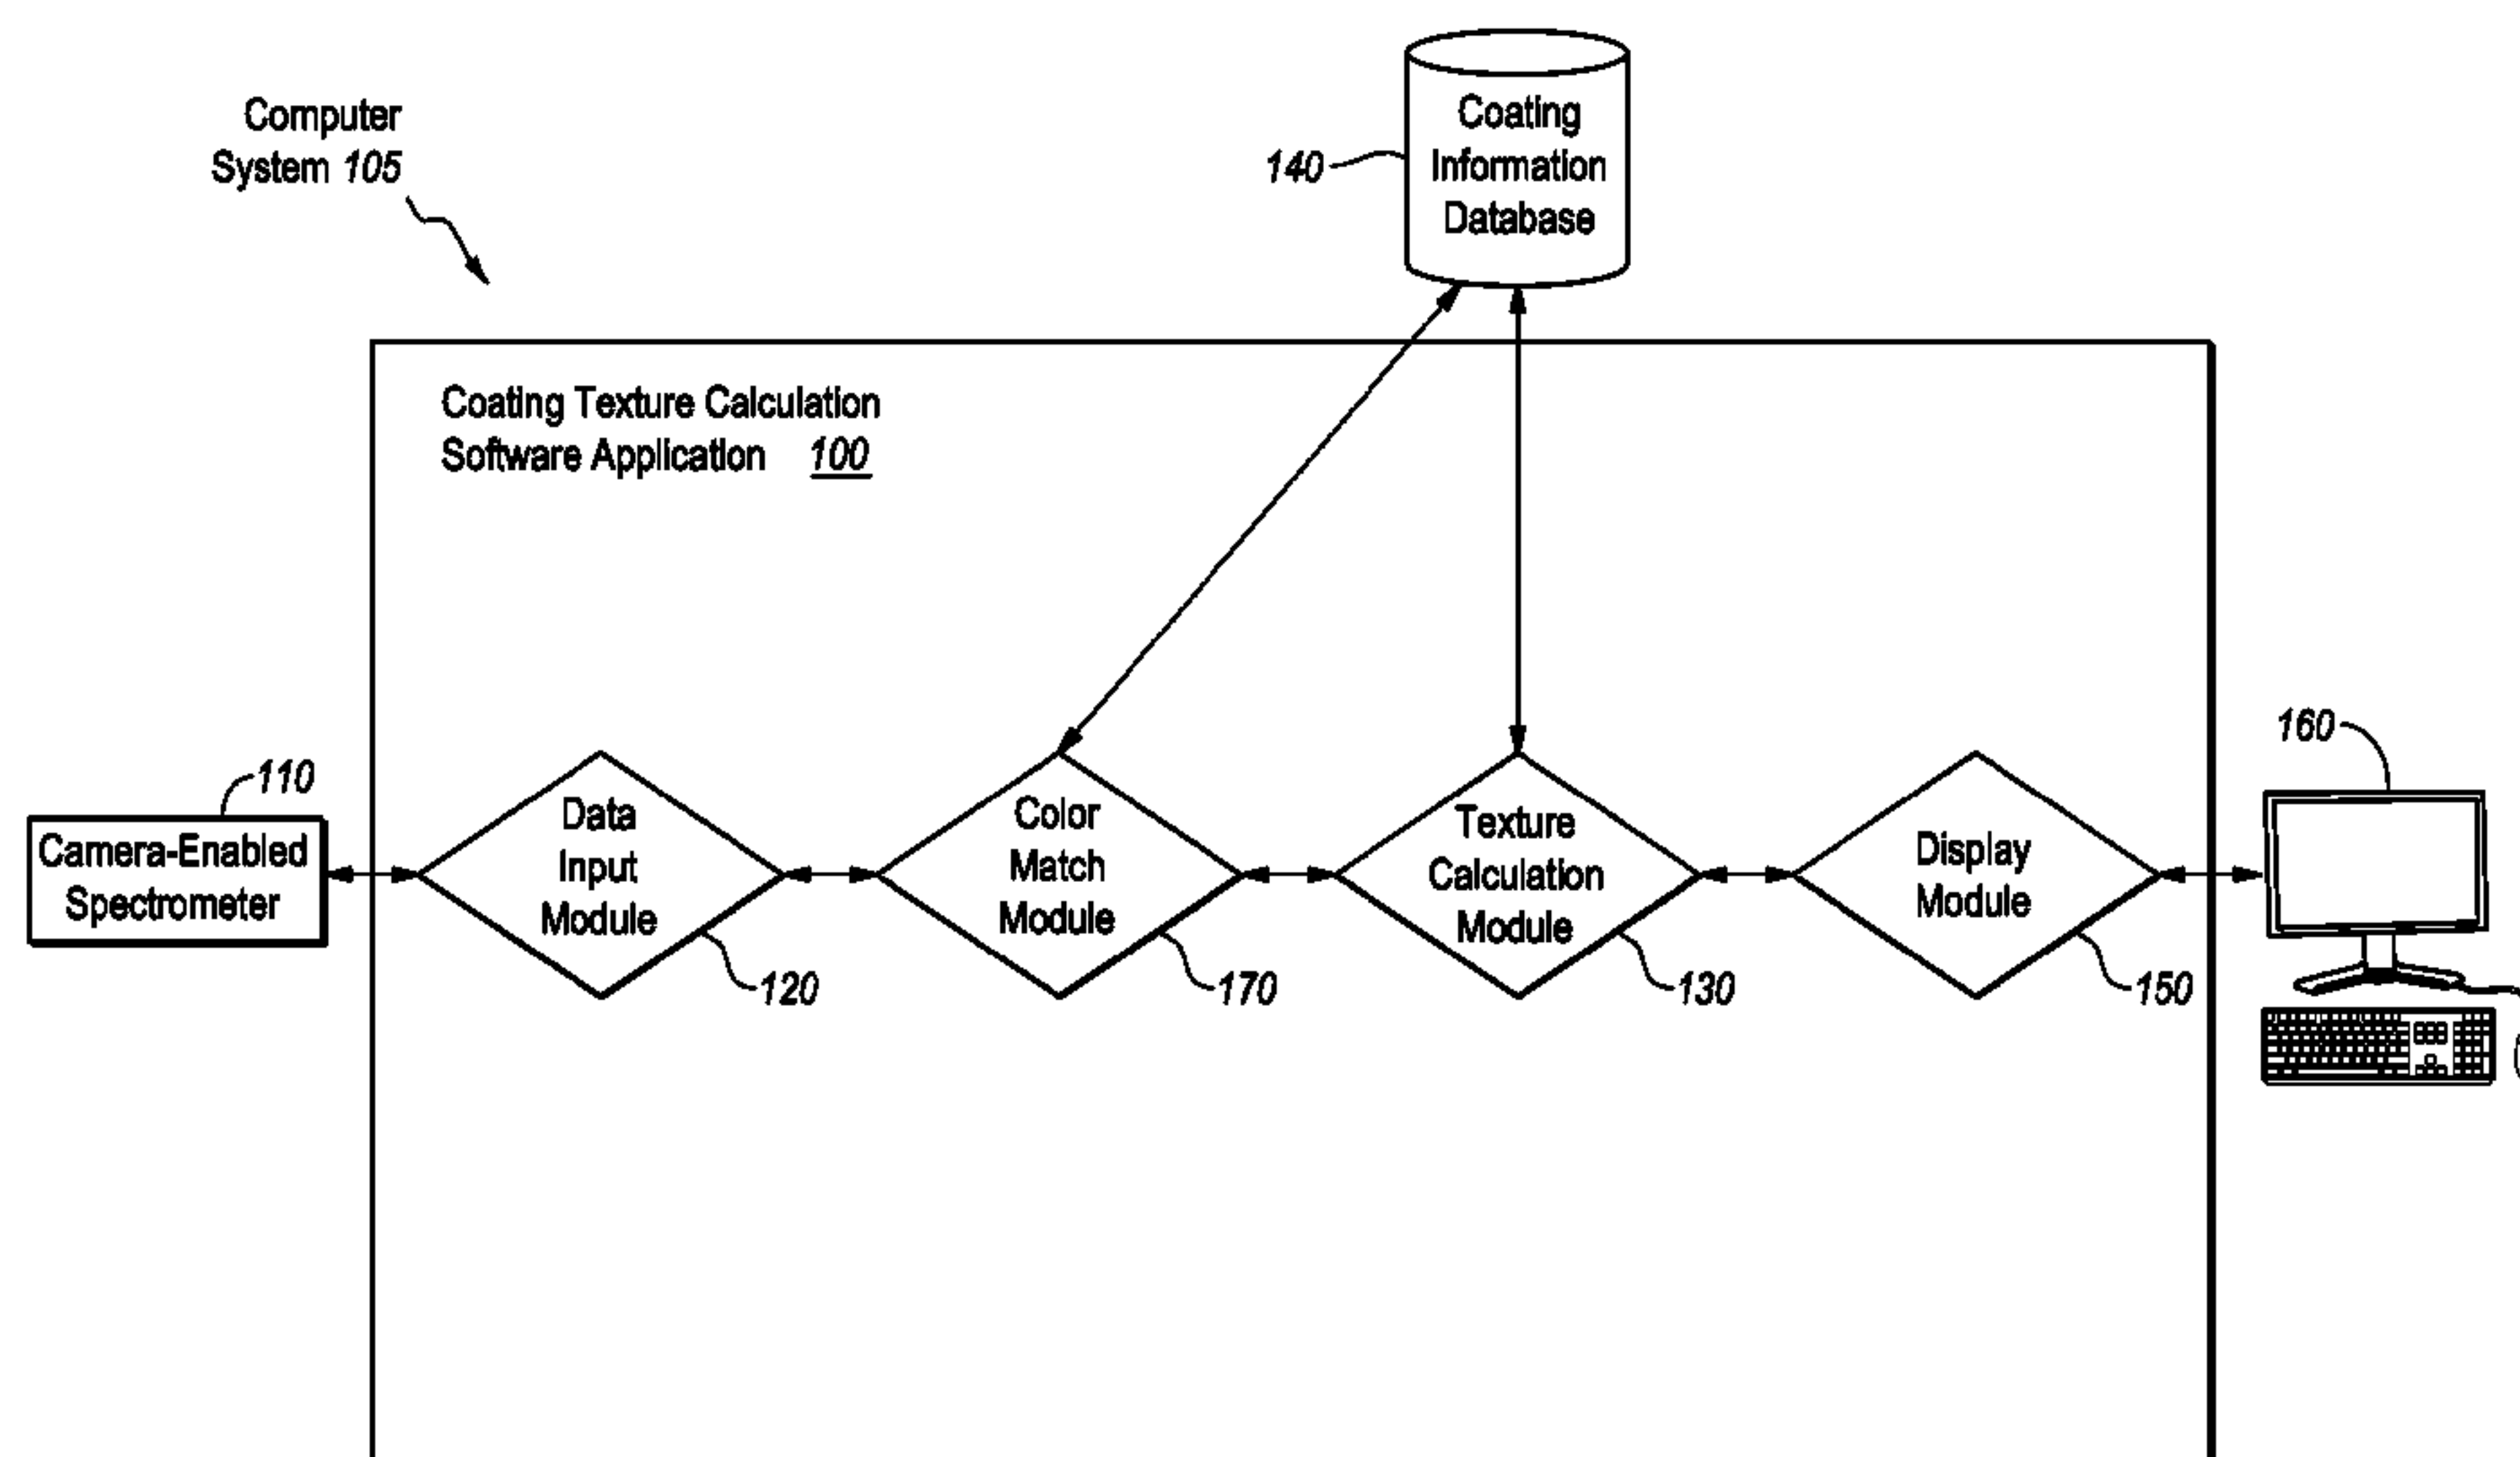 Computer
System 105
140
Coating
Information
Database
Coating Texture Calculation
Software Application 100
110
Camera-Enabled
Spectrometer
Data
Input
Module
120
Color
Match
Module
170
Texture
Calculation
Module
130
Display
Module
150
160